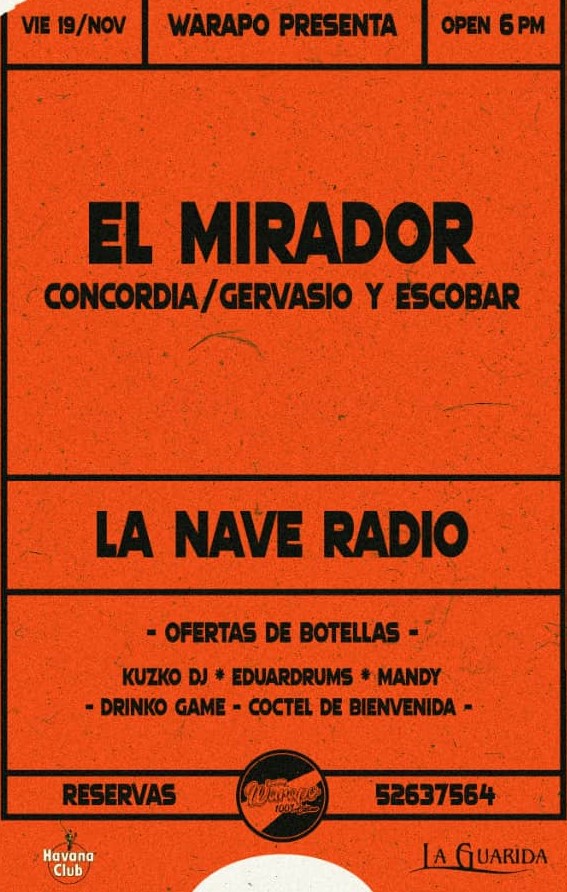 VIE 19/NOV
WARAPO PRESENTA
OPEN 6 PM
EL MIRADOR
CONCORDIA/GERVASIO Y ESCOBAR
LA NAVE RADIO
- OFERTAS DE BOTELLAS -
KUZKO DJ * EDUARDRUMS * MANDY
- DRINKO GAME - COCTEL DE BIENVENIDA -
RESERVAS
Warapo
100%
52637564
Havana
Club
LA GUARIDA